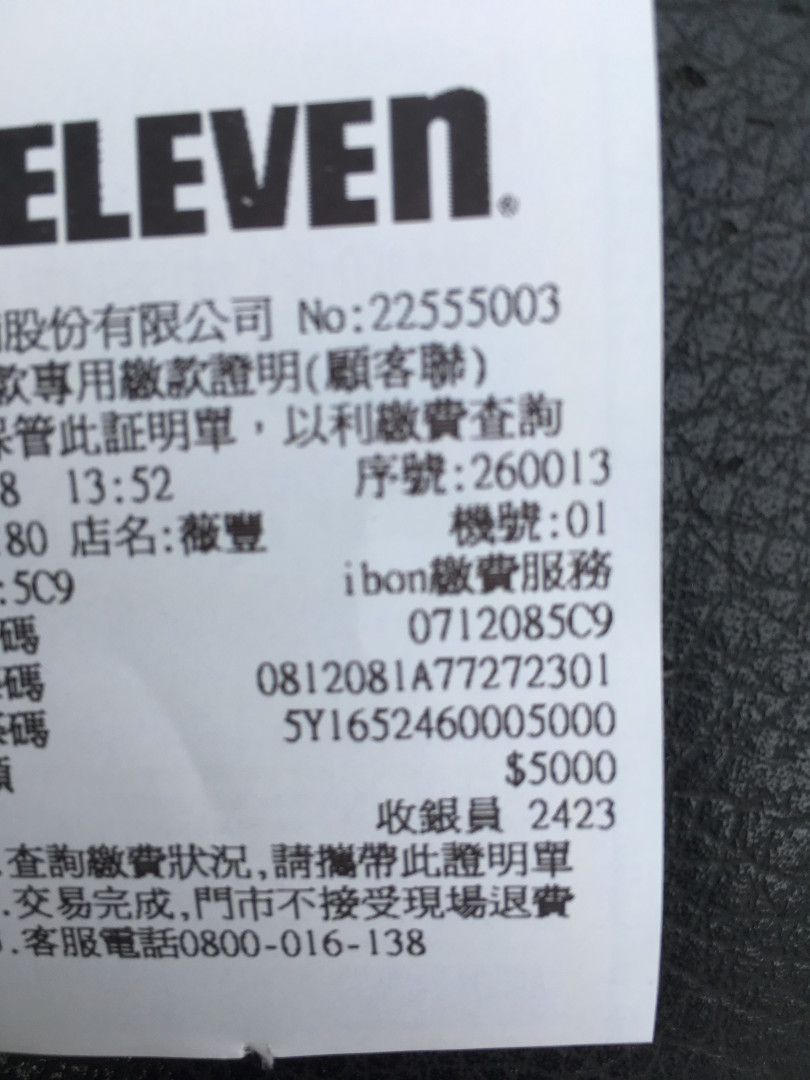 ELEVEn®
股份有限公司 No:22555003
款專用繳款證明(顧客聯)
保管此証明單，以利繳費查詢
8 13:52 序號:260013
180 店名:薇豐 機號:01
:5C9 ibon繳費服務
碼 0712085C9
碼 0812081A77272301
碼 5Y1652460005000
額 $5000
收銀員 2423
.查詢繳費狀況,請攜帶此證明單
.交易完成,門市不接受現場退費
.客服電話0800-016-138